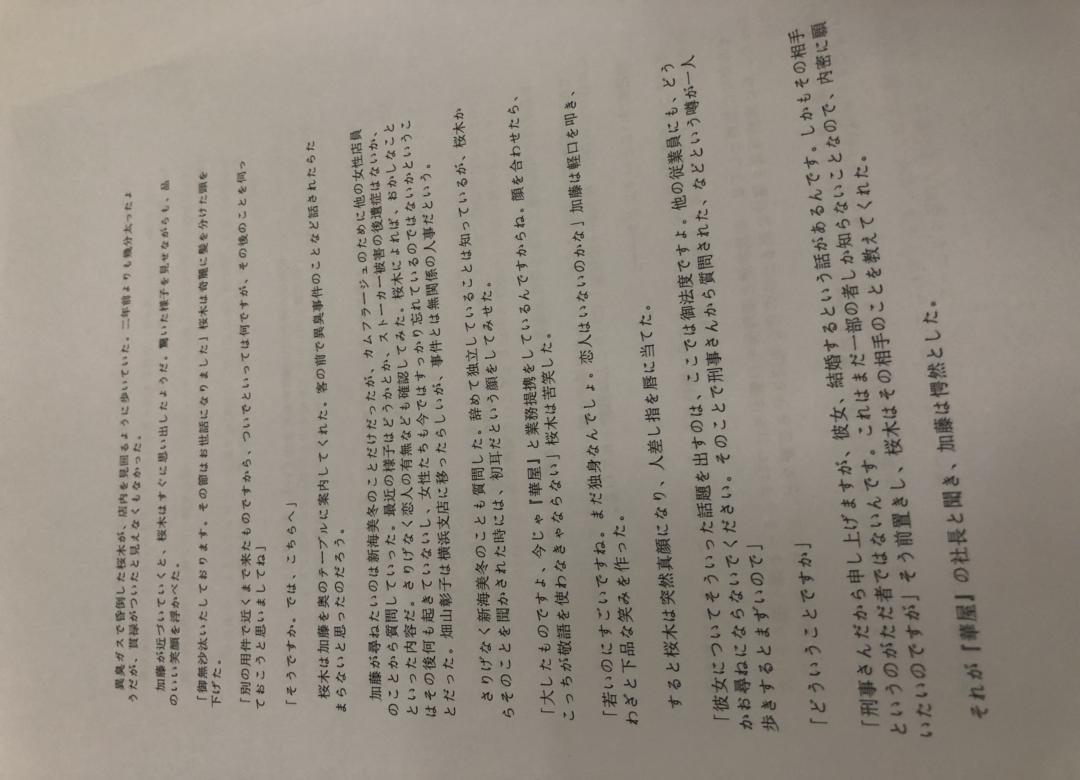 異臭ガスで昏倒した桜木が、店内を見回るように歩いていた。二年前よりも幾分太ったよ
うだが、貫禄がついたと見えなくもなかった。
加藤が近づいていくと、桜木はすぐに思い出したようだ。驚いた様子を見せながらも、品
のいい笑顔を浮かべた。
「御無沙汰いたしております。その節はお世話になりました」桜木は奇麗に髪を分けた頭を
下げた。
「別の用件で近くまで来たものですから、ついでといっては何ですが、その後のことを伺っ
ておこうと思いましてね」
「そうですか。では、こちらへ」
桜木は加藤を奥のテーブルに案内してくれた。客の前で異臭事件のことなど話されたらた
まらないと思ったのだろう。
加藤が尋ねたいのは新海美冬のことだけだったが、カムフラージュのために他の女性店員
のことから質問していった。最近の様子はどうかとか、ストーカー被害の後遺症はないか、
といった内容だ。さりげなく恋人の有無なども確認してみた。桜木によれば、おかしなこと
はその後何も起きていないし、女性たちも今ではすっかり忘れているのではないかというこ
とだった。畑山彰子は横浜支店に移ったらしいが、事件とは無関係の人事だという。
さりげなく新海美冬のことも質問した。辞めて独立していることは知っているが、桜木か
らそのことを聞かされた時には、初耳だという顔をしてみせた。
「大したものですよ、今じゃ『華屋』と業務提携をしているんですからね。顔を合わせたら、
こっちが敬語を使わなきゃならない」桜木は苦笑した。
「若いのにすごいですね。まだ独身なんでしょ。恋人はいないのかな」加藤は軽口を叩き、
わざと下品な笑みを作った。
すると桜木は突然真顔になり、人差し指を唇に当てた。
「彼女についてそういった話題を出すのは、ここでは御法度ですよ。他の従業員にも、どう
かお尋ねにならないでください。そのことで刑事さんから質問された、などという噂が一人
歩きするとまずいので」
「どういうことですか」
「刑事さんだから申し上げますが、彼女、結婚するという話があるんです。しかもその相手
というのがただ者ではないんです。これはまだ一部の者しか知らないことなので、内密に願
いたいのですが」そう前置きし、桜木はその相手のことを教えてくれた。
それが『華屋』の社長と聞き、加藤は愕然とした。